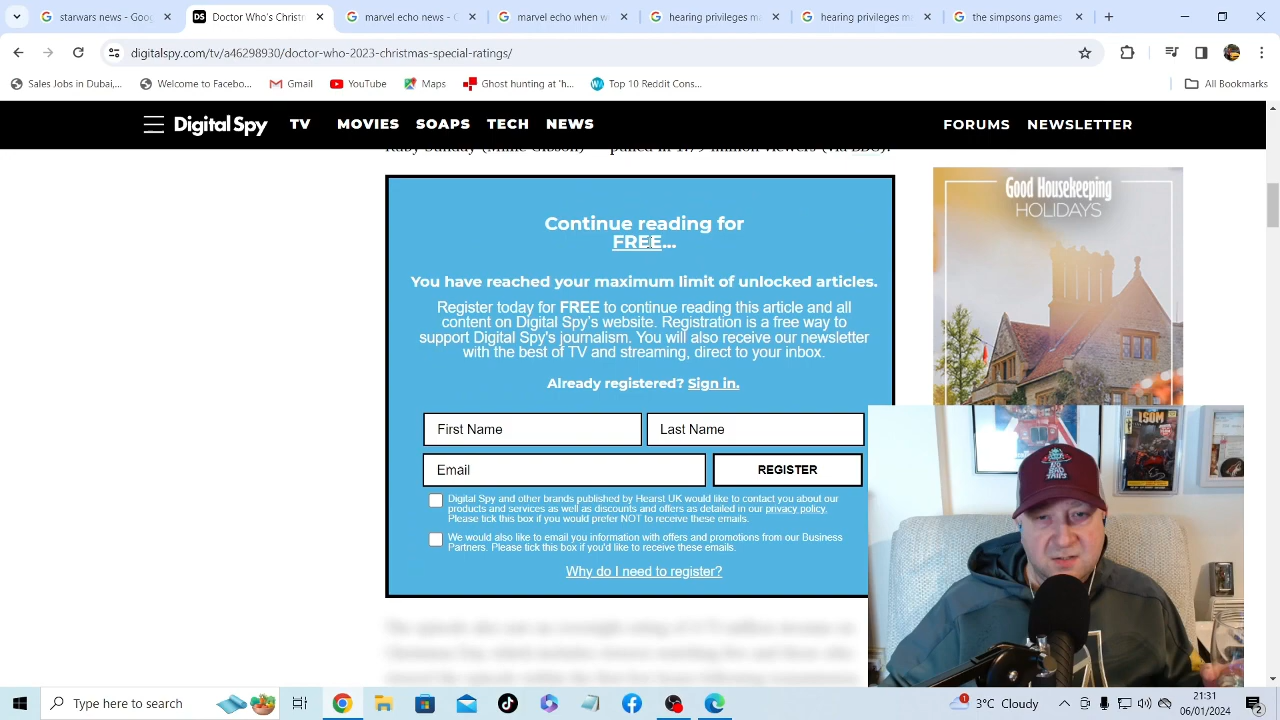 starwars news - Goo
DS Doctor Who's Christm
marvel echo - Googl
english privileges ma
hearing privileges ma
the simpsons games
digitalspy.com/tv/a46298930/doctor-who-2023-christmas-special-ratings/
Sales Jobs in Dubai,...
Welcome to Facebo...
Gmail
YouTube
Maps
Ghost hunting at 'h...
Top 10 Reddit Cons...
All Bookmarks
Digital Spy
TV
MOVIES
SOAPS
TECH
NEWS
FORUMS
NEWSLETTER
Continue reading for
FREE...
You have reached your maximum limit of unlocked articles.
Register today for FREE to continue reading this article and all
content on Digital Spy's website. Registration is a free way to
support Digital Spy's journalism. You will also receive our newsletter
with the best of TV and streaming, direct to your inbox.
Already registered? Sign in.
First Name
Last Name
Email
REGISTER
Digital Spy and other brands published by Hearst UK would like to contact you about our
products and services as well as discounts and offers as detailed in our privacy policy.
Please tick this box if you would prefer NOT to receive these emails.
We would also like to email you information with offers and promotions from our Business
Partners. Please tick this box if you'd like to receive these emails.
Why do I need to register?
Good Housekeeping
HOLIDAYS
ISOM
Type here to search
3°C Cloudy
21:31
06/01/2024